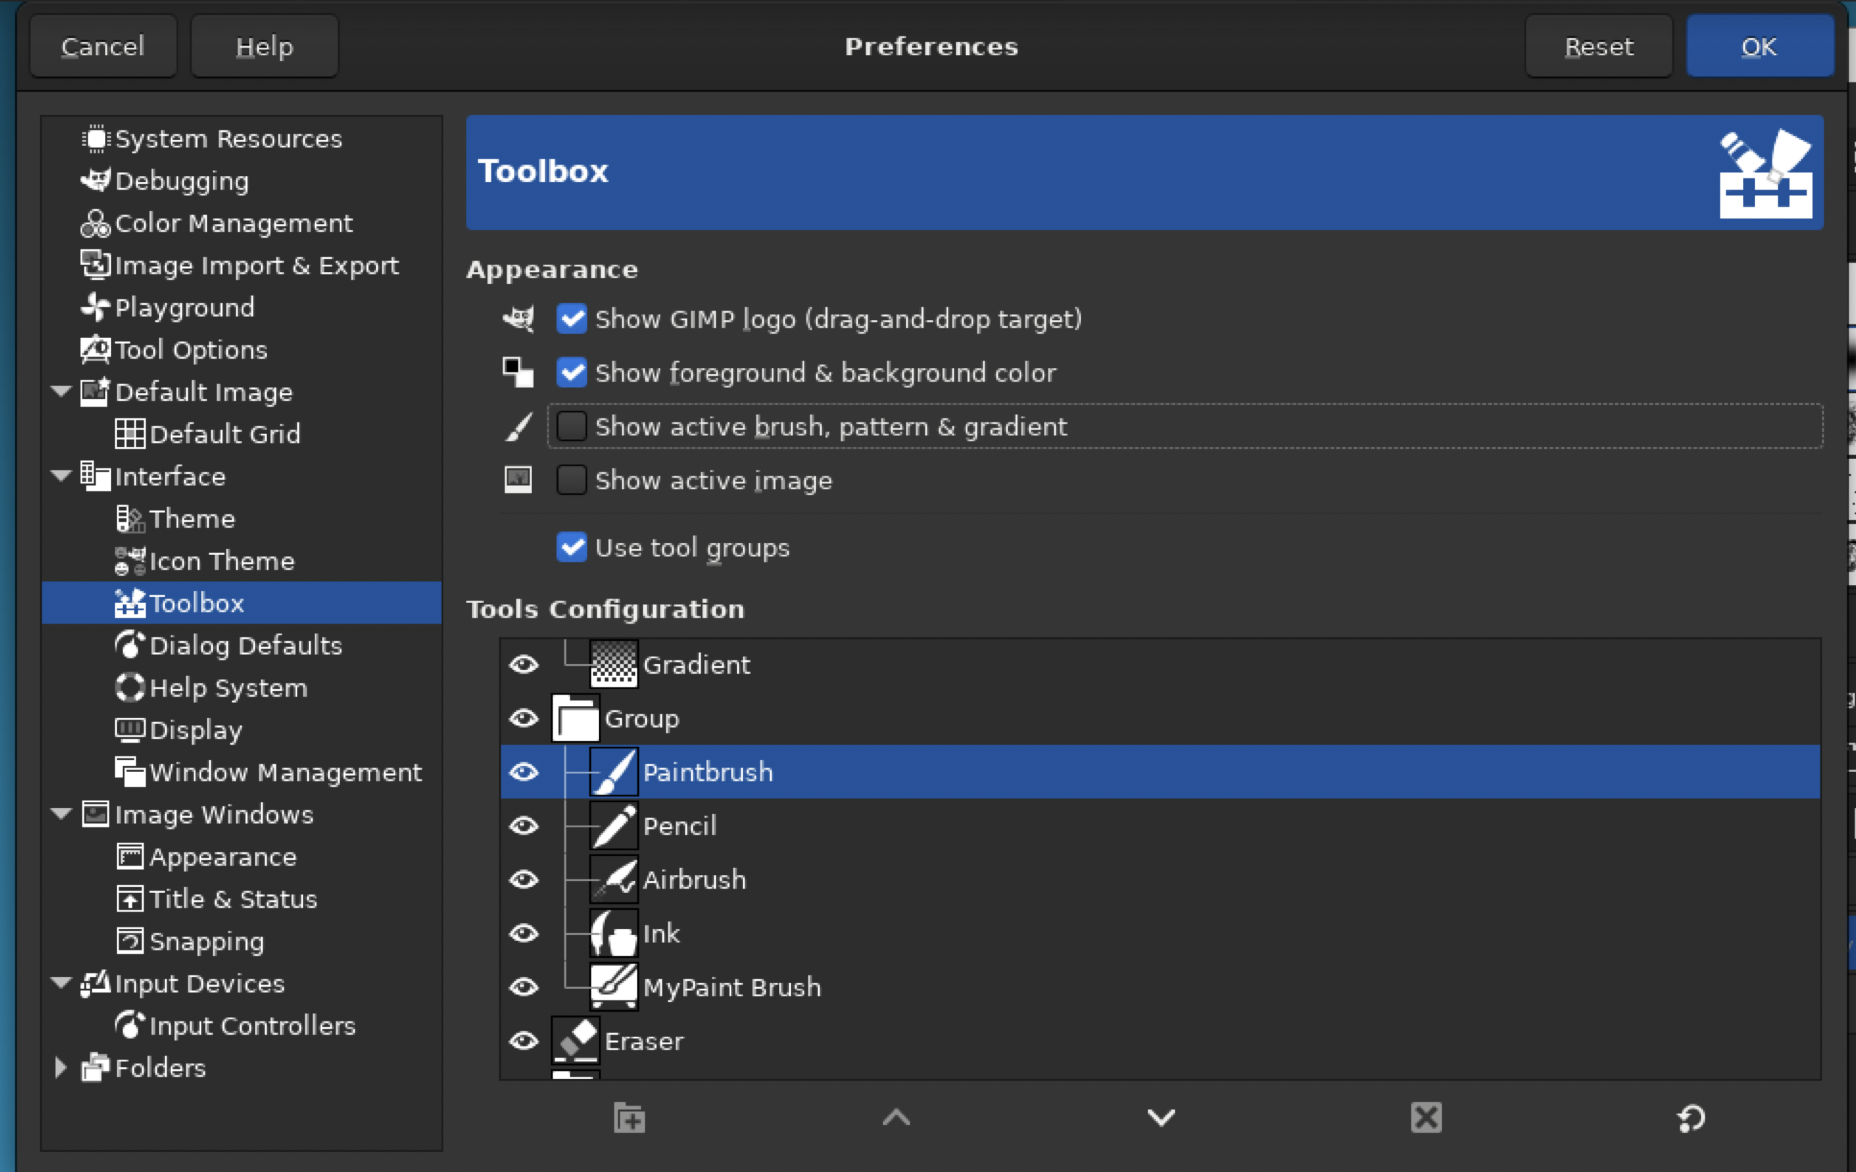 Cancel
Help
Preferences
Reset
OK
System Resources
Debugging
Color Management
Image Import & Export
Playground
Tool Options
Default Image
Default Grid
Interface
Theme
Icon Theme
Toolbox
Dialog Defaults
Help System
Display
Window Management
Image Windows
Appearance
Title & Status
Snapping
Input Devices
Input Controllers
Folders
Toolbox
Appearance
Show GIMP logo (drag-and-drop target)
Show foreground & background color
Show active brush, pattern & gradient
Show active image
Use tool groups
Tools Configuration
Gradient
Group
Paintbrush
Pencil
Airbrush
Ink
MyPaint Brush
Eraser